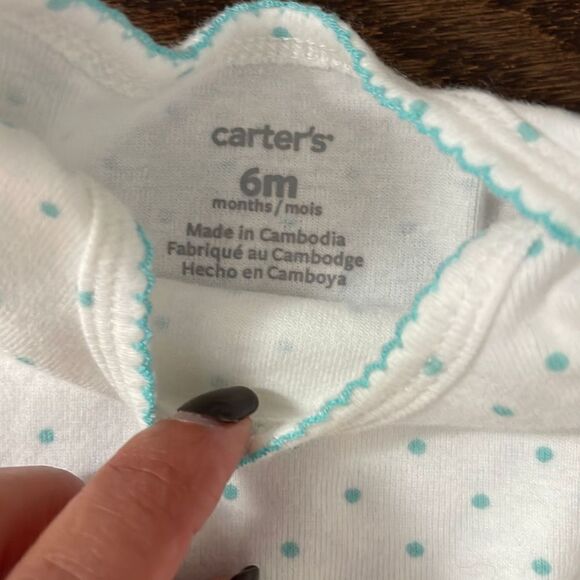 carter's
6m
months/mois
Made in Cambodia
Fabriqué au Cambodge
Hecho en Camboya